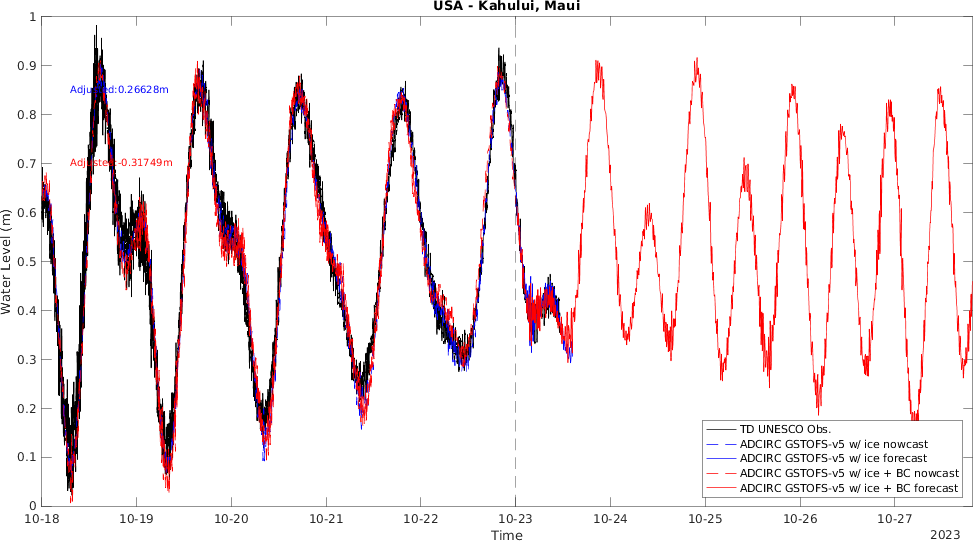 USA - Kahului, Maui
1
0.9
Adjusted:0.26628m
0.8
0.7
Adjusted:-0.31749m
0.6
Water Level (m)
0.5
0.4
0.3
0.2
0.1
0
TD UNESCO Obs.
ADCIRC GSTOFS-v5 w/ ice nowcast
ADCIRC GSTOFS-v5 w/ ice forecast
ADCIRC GSTOFS-v5 w/ ice + BC nowcast
ADCIRC GSTOFS-v5 w/ ice + BC forecast
10-18 10-19 10-20 10-21 10-22 10-23 10-24 10-25 10-26 10-27
Time
2023